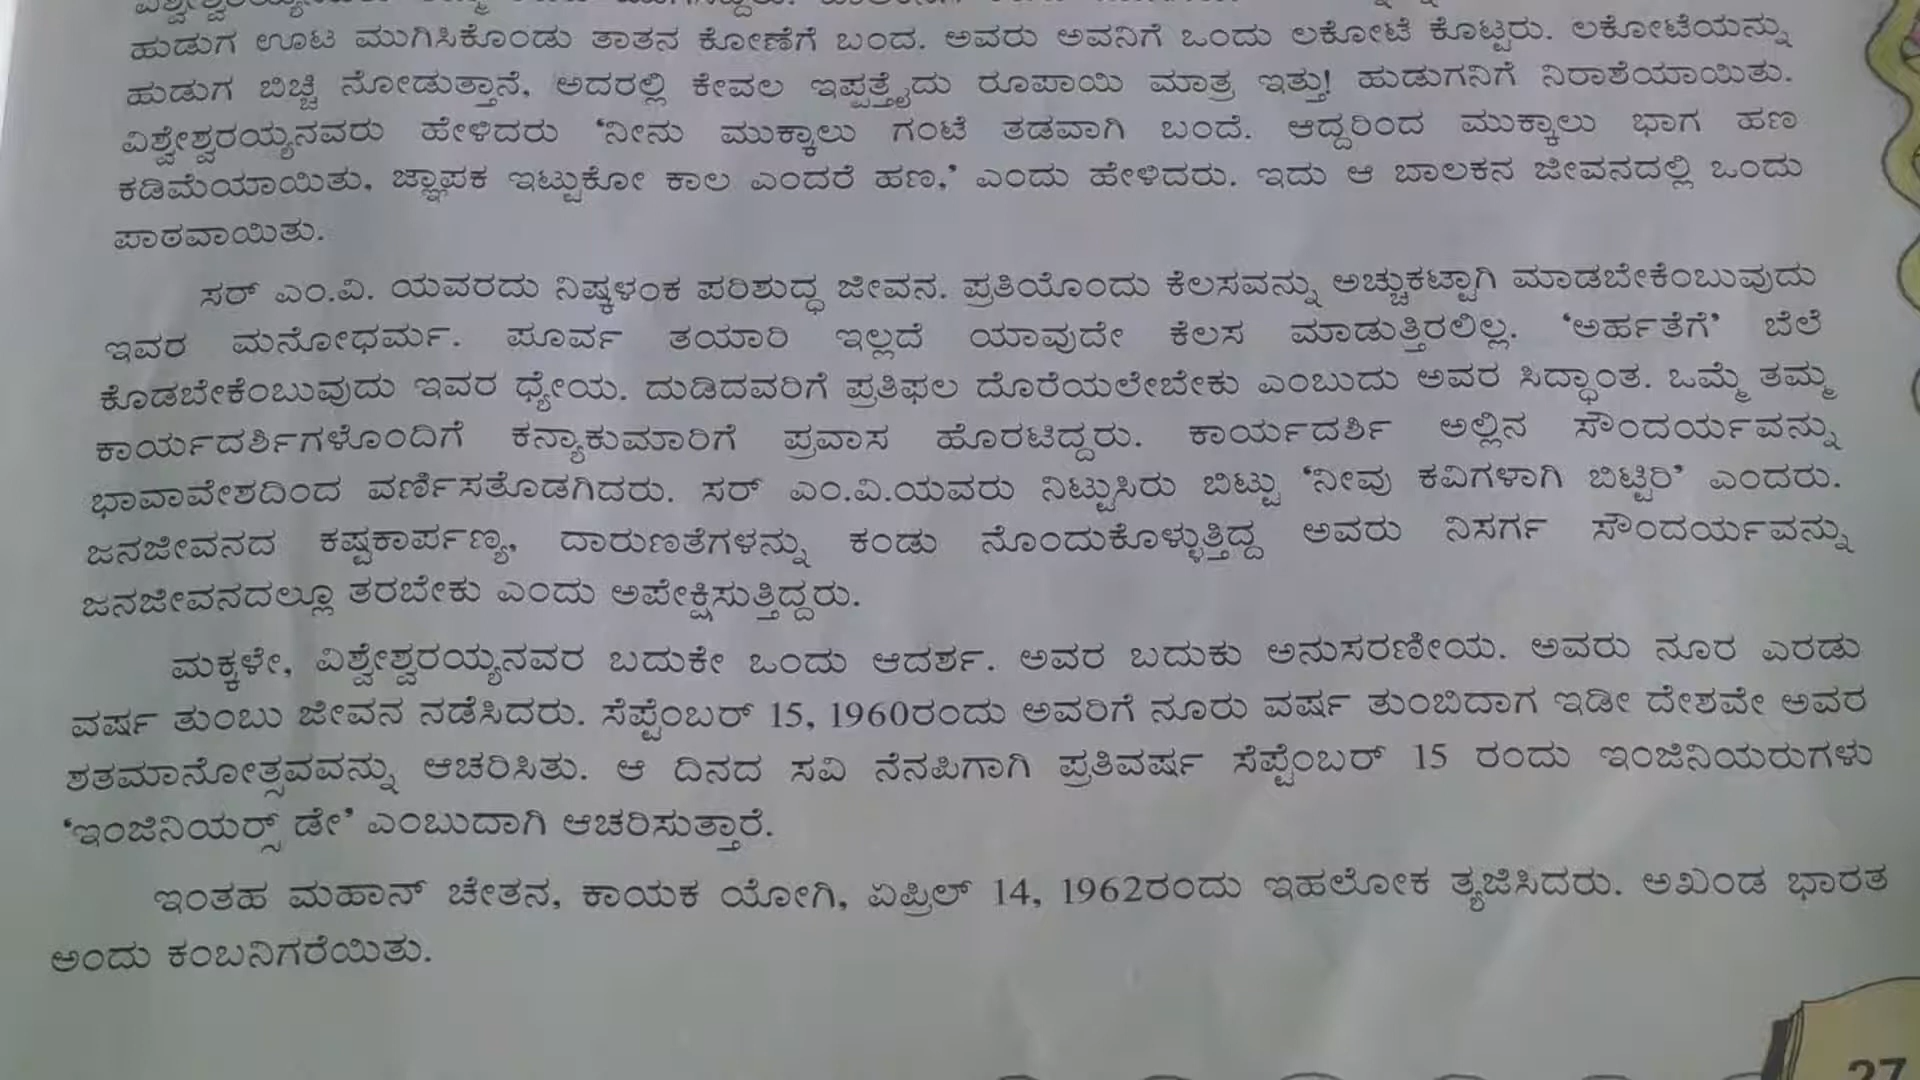 ಹುಡುಗ ಊಟ ಮುಗಿಸಿಕೊಂಡು ತಾತನ ಕೋಣೆಗೆ ಬಂದ. ಅವರು ಅವನಿಗೆ ಒಂದು ಲಕೋಟೆ ಕೊಟ್ಟರು. ಲಕೋಟೆಯನ್ನು
ಹುಡುಗ ಬಿಚ್ಚಿ ನೋಡುತ್ತಾನೆ, ಅದರಲ್ಲಿ ಕೇವಲ ಇಪ್ಪತ್ತೈದು ರೂಪಾಯಿ ಮಾತ್ರ ಇತ್ತು! ಹುಡುಗನಿಗೆ ನಿರಾಶೆಯಾಯಿತು.
ವಿಶ್ವೇಶ್ವರಯ್ಯನವರು ಹೇಳಿದರು ‘ನೀನು ಮುಕ್ಕಾಲು ಗಂಟೆ ತಡವಾಗಿ ಬಂದೆ. ಆದ್ದರಿಂದ ಮುಕ್ಕಾಲು ಭಾಗ ಹಣ
ಕಡಿಮೆಯಾಯಿತು, ಜ್ಞಾಪಕ ಇಟ್ಟುಕೋ ಕಾಲ ಎಂದರೆ ಹಣ,’ ಎಂದು ಹೇಳಿದರು. ಇದು ಆ ಬಾಲಕನ ಜೀವನದಲ್ಲಿ ಒಂದು
ಪಾಠವಾಯಿತು.
ಸರ್ ಎಂ.ವಿ. ಯವರದು ನಿಷ್ಕಳಂಕ ಪರಿಶುದ್ಧ ಜೀವನ. ಪ್ರತಿಯೊಂದು ಕೆಲಸವನ್ನು ಅಚ್ಚುಕಟ್ಟಾಗಿ ಮಾಡಬೇಕೆಂಬುವುದು
ಇವರ ಮನೋಧರ್ಮ. ಪೂರ್ವ ತಯಾರಿ ಇಲ್ಲದೆ ಯಾವುದೇ ಕೆಲಸ ಮಾಡುತ್ತಿರಲಿಲ್ಲ. ‘ಅರ್ಹತೆಗೆ’ ಬೆಲೆ
ಕೊಡಬೇಕೆಂಬುವುದು ಇವರ ಧ್ಯೇಯ. ದುಡಿದವರಿಗೆ ಪ್ರತಿಫಲ ದೊರೆಯಲೇಬೇಕು ಎಂಬುದು ಅವರ ಸಿದ್ಧಾಂತ. ಒಮ್ಮೆ ತಮ್ಮ
ಕಾರ್ಯದರ್ಶಿಗಳೊಂದಿಗೆ ಕನ್ಯಾಕುಮಾರಿಗೆ ಪ್ರವಾಸ ಹೊರಟಿದ್ದರು. ಕಾರ್ಯದರ್ಶಿ ಅಲ್ಲಿನ ಸೌಂದರ್ಯವನ್ನು
ಭಾವಾವೇಶದಿಂದ ವರ್ಣಿಸತೊಡಗಿದರು. ಸರ್ ಎಂ.ವಿ.ಯವರು ನಿಟ್ಟುಸಿರು ಬಿಟ್ಟು ‘ನೀವು ಕವಿಗಳಾಗಿ ಬಿಟ್ಟಿರಿ’ ಎಂದರು.
ಜನಜೀವನದ ಕಷ್ಟಕಾರ್ಪಣ್ಯ, ದಾರುಣತೆಗಳನ್ನು ಕಂಡು ನೊಂದುಕೊಳ್ಳುತ್ತಿದ್ದ ಅವರು ನಿಸರ್ಗ ಸೌಂದರ್ಯವನ್ನು
ಜನಜೀವನದಲ್ಲೂ ತರಬೇಕು ಎಂದು ಅಪೇಕ್ಷಿಸುತ್ತಿದ್ದರು.
ಮಕ್ಕಳೇ, ವಿಶ್ವೇಶ್ವರಯ್ಯನವರ ಬದುಕೇ ಒಂದು ಆದರ್ಶ. ಅವರ ಬದುಕು ಅನುಸರಣೀಯ. ಅವರು ನೂರ ಎರಡು
ವರ್ಷ ತುಂಬು ಜೀವನ ನಡೆಸಿದರು. ಸೆಪ್ಟೆಂಬರ್ 15, 1960ರಂದು ಅವರಿಗೆ ನೂರು ವರ್ಷ ತುಂಬಿದಾಗ ಇಡೀ ದೇಶವೇ ಅವರ
ಶತಮಾನೋತ್ಸವವನ್ನು ಆಚರಿಸಿತು. ಆ ದಿನದ ಸವಿ ನೆನಪಿಗಾಗಿ ಪ್ರತಿವರ್ಷ ಸೆಪ್ಟೆಂಬರ್ 15 ರಂದು ಇಂಜಿನಿಯರುಗಳು
‘ಇಂಜಿನಿಯರ್ಸ್ ಡೇ’ ಎಂಬುದಾಗಿ ಆಚರಿಸುತ್ತಾರೆ.
ಇಂತಹ ಮಹಾನ್ ಚೇತನ, ಕಾಯಕ ಯೋಗಿ, ಏಪ್ರಿಲ್ 14, 1962ರಂದು ಇಹಲೋಕ ತ್ಯಜಿಸಿದರು. ಅಖಂಡ ಭಾರತ
ಅಂದು ಕಂಬನಿಗರೆಯಿತು.
27